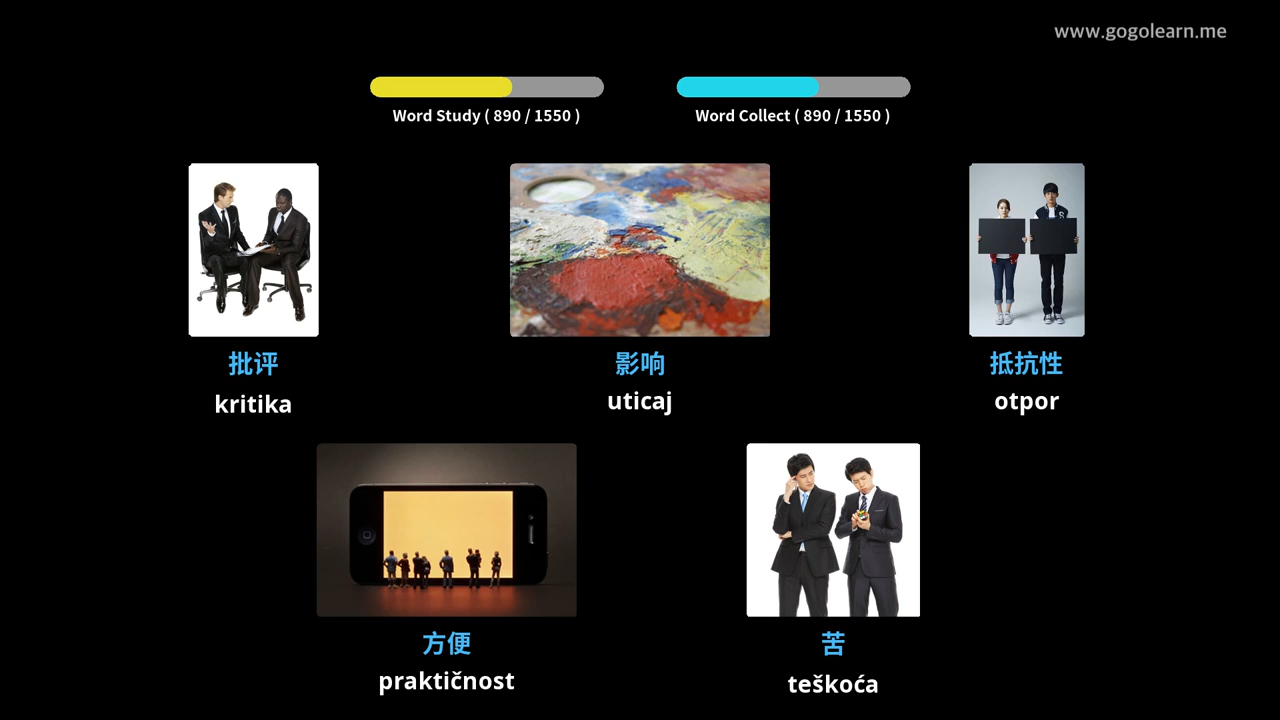 www.gogolearn.me
Word Study ( 890 / 1550 )
Word Collect ( 890 / 1550 )
批评
kritika
影响
uticaj
抵抗性
otpor
方便
praktičnost
苦
teškoća